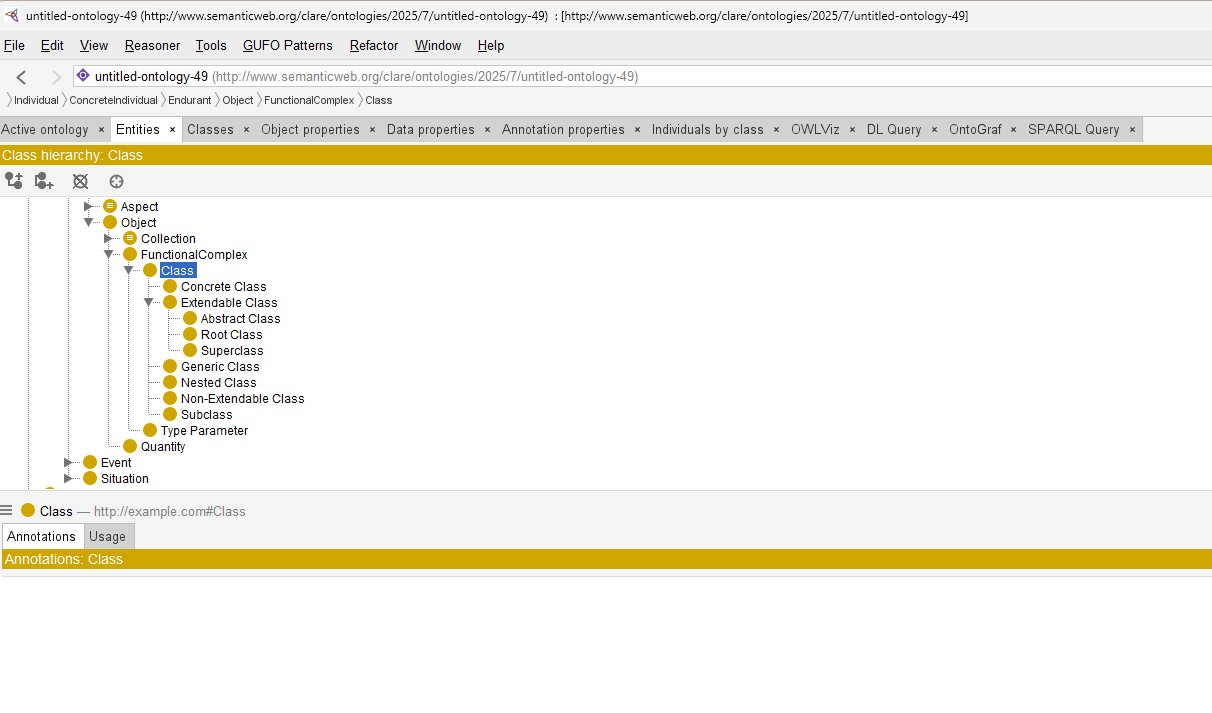 untitled-ontology-49 (http://www.semanticweb.org/clare/ontologies/2025/7/untitled-ontology-49) : [http://www.semanticweb.org/clare/ontologies/2025/7/untitled-ontology-49]
File Edit View Reasoner Tools GUFO Patterns Refactor Window Help
untitled-ontology-49 (http://www.semanticweb.org/clare/ontologies/2025/7/untitled-ontology-49)
Individual ConcreteIndividual Endurant Object FunctionalComplex Class
Active ontology × Entities × Classes × Object properties × Data properties × Annotation properties × Individuals by class × OWLViz × DL Query × OntoGraf × SPARQL Query ×
Class hierarchy: Class
Aspect
Object
Collection
FunctionalComplex
Class
Concrete Class
Extendable Class
Abstract Class
Root Class
Superclass
Generic Class
Nested Class
Non-Extendable Class
Subclass
Type Parameter
Quantity
Event
Situation
Class — http://example.com#Class
Annotations Usage
Annotations: Class